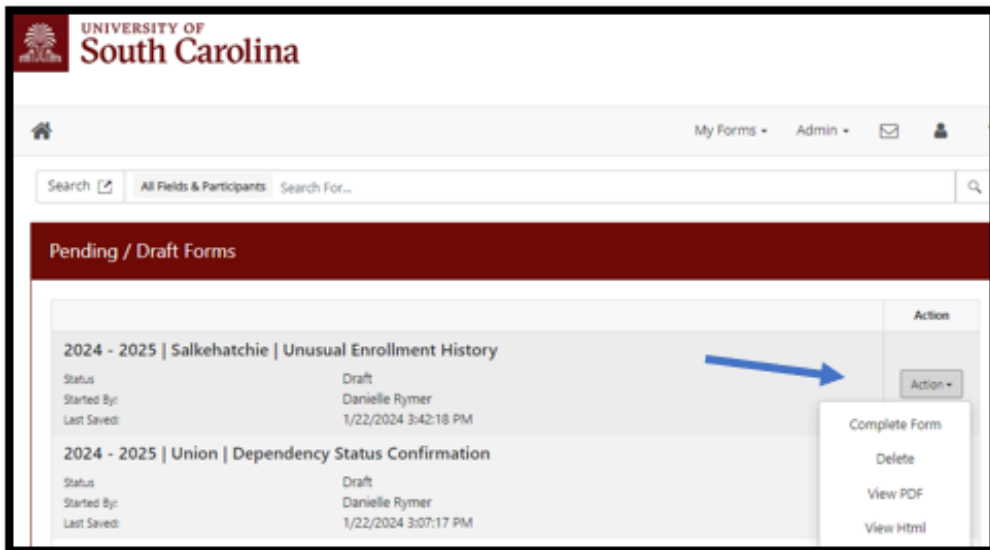 UNIVERSITY OF
South Carolina
My Forms Admin
Search All Fields & Participants Search For...
Pending / Draft Forms
Action
2024 - 2025 | Salkehatchie | Unusual Enrollment History
Status Draft
Started By: Danielle Rymer
Last Saved: 1/22/2024 3:42:18 PM
Action
Complete Form
Delete
View PDF
View Html
2024 - 2025 | Union | Dependency Status Confirmation
Status Draft
Started By: Danielle Rymer
Last Saved: 1/22/2024 3:07:17 PM